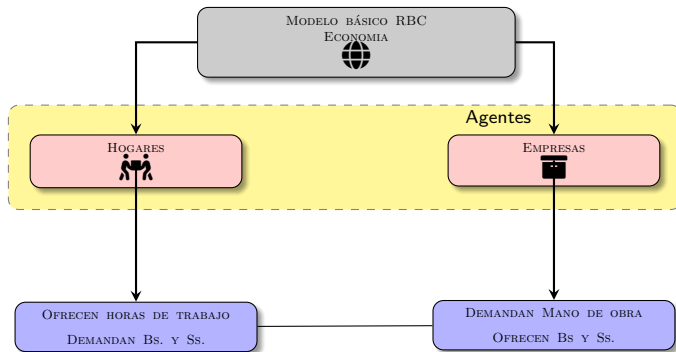 Modelo básico RBC
Economia
Agentes
Hogares
Empresas
Ofrecen horas de trabajo
Demandan Bs. y Ss.
Demandan Mano de obra
Ofrecen Bs y Ss.